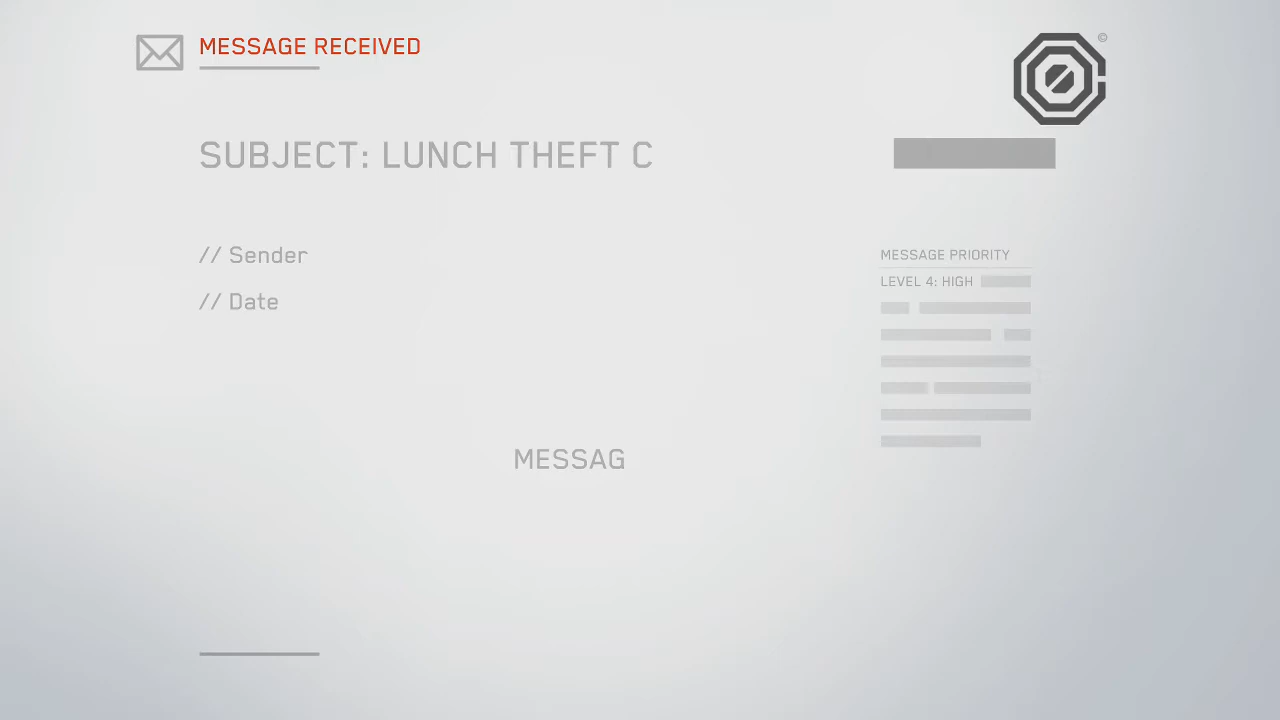 MESSAGE RECEIVED
©
SUBJECT: LUNCH THEFT C
// Sender
// Date
MESSAGE PRIORITY
LEVEL 4: HIGH
MESSAG